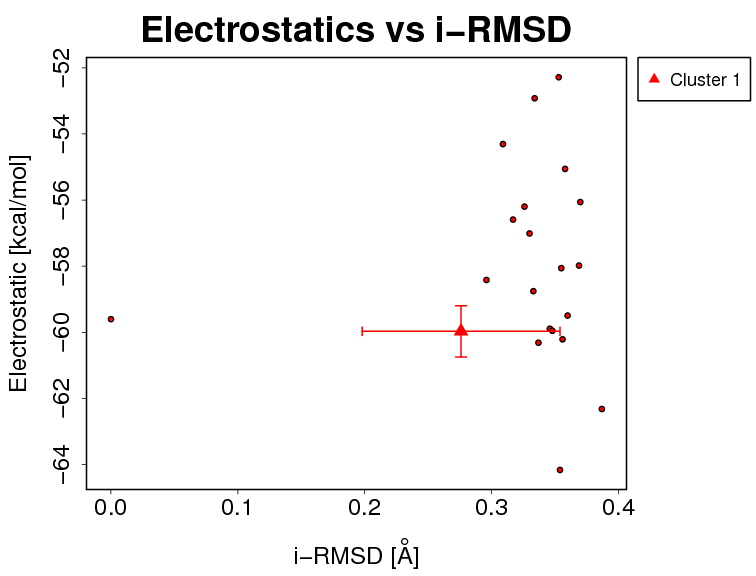 Electrostatics vs i−RMSD
Cluster 1
Electrostatic [kcal/mol]
−52
−54
−56
−58
−60
−62
−64
0.0 0.1 0.2 0.3 0.4
i−RMSD [Å]